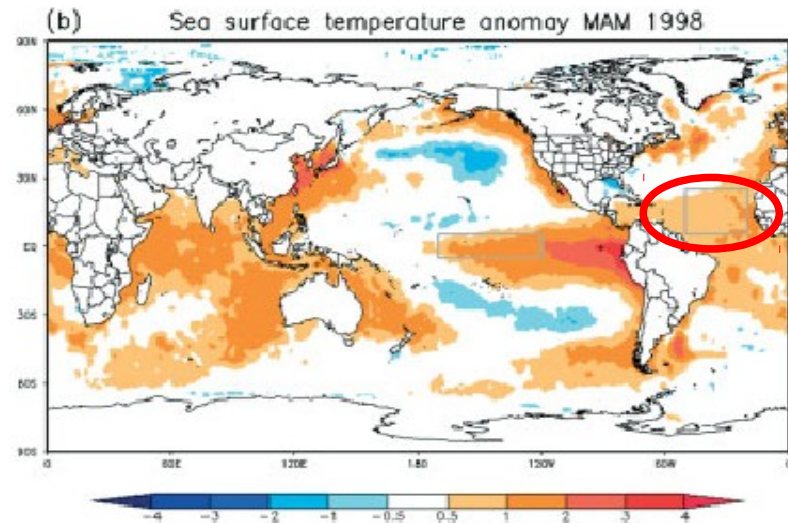 (b) Sea surface temperature anomay MAM 1998
90N
60N
30N
EQ
30S
60S
90S
0 60E 120E 180 120W 60W 0
-4 -3 -2 -1 -0.5 0.5 1 2 3 4